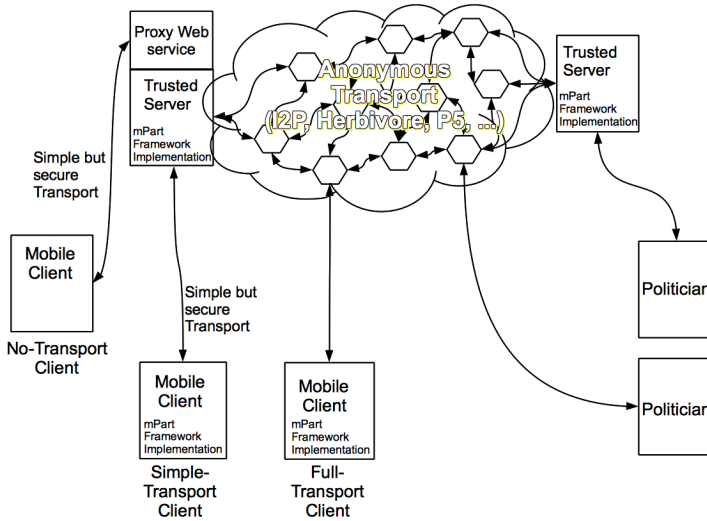 Proxy Web
service
Trusted
Server
mPart
Framework
Implementation
Anonymous
Transport
(I2P, Herbivore, P5, ...)
Trusted
Server
mPart
Framework
Implementation
Simple but
secure
Transport
Mobile
Client
No-Transport
Client
Simple but
secure
Transport
Mobile
Client
mPart
Framework
Implementation
Simple-
Transport
Client
Mobile
Client
mPart
Framework
Implementation
Full-
Transport
Client
Politician
Politician